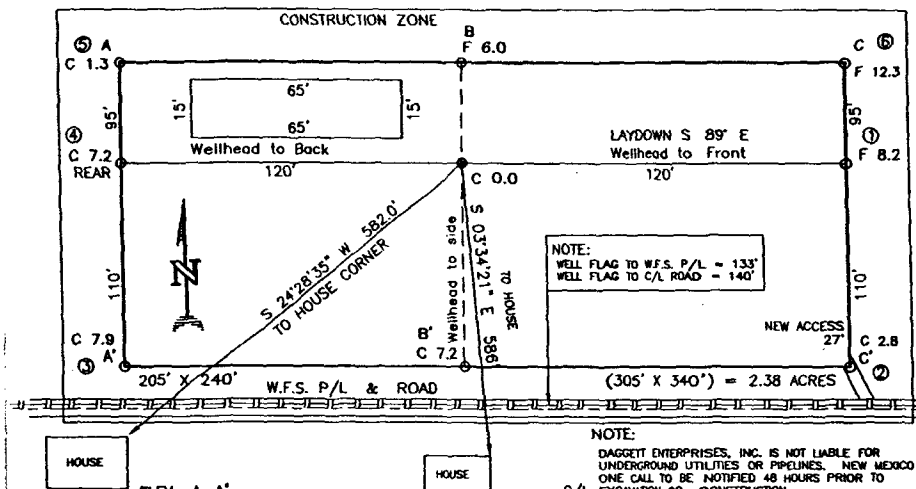 CONSTRUCTION ZONE
⑤ A
C 1.3
B
F 6.0
C ⑥
F 12.3
95'
15'
65'
65'
15'
95'
④
C 7.2
REAR
Wellhead to Back
120'
C 0.0
LAYDOWN S 89° E
Wellhead to Front
120'
①
F 8.2
S 24°28'35" W 582.0'
TO HOUSE CORNER
N
Wellhead to side
S 03°34'21" E 586'
TO HOUSE
NOTE:
WELL FLAG TO W.F.S. P/L = 133'
WELL FLAG TO C/L ROAD = 140'
110'
110'
NEW ACCESS
27'
C 7.9
③ A'
B'
C 7.2
C 2.8
C' ②
205' X 240'
W.F.S. P/L & ROAD
(305' X 340') = 2.38 ACRES
HOUSE
HOUSE
NOTE:
DAGGETT ENTERPRISES, INC. IS NOT LIABLE FOR
UNDERGROUND UTILITIES OR PIPELINES. NEW MEXICO
ONE CALL TO BE NOTIFIED 48 HOURS PRIOR TO